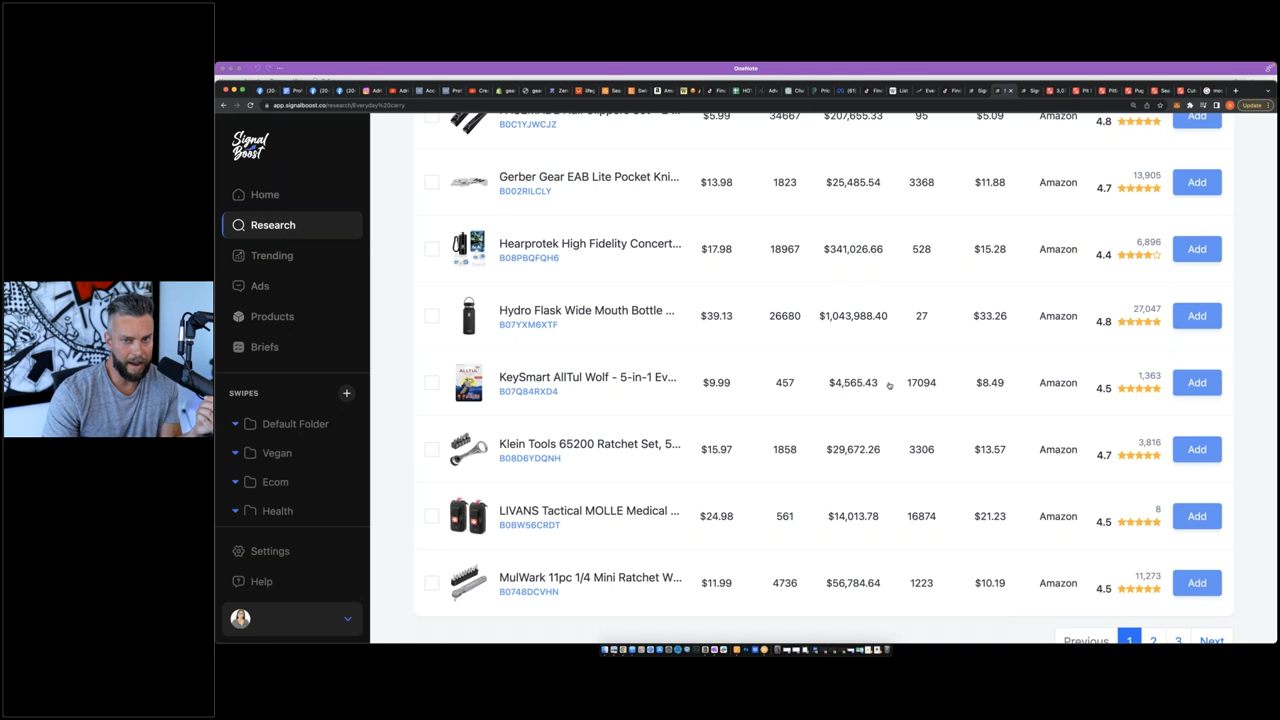 OneNote
app.signalboost.co/research/Everyday%20carry
Update
Signal
Boost
Home
Research
Trending
Ads
Products
Briefs
SWIPES
Default Folder
Vegan
Ecom
Health
Settings
Help
B0C1YJWCJZ
$5.99 34667 $207,655.33 95 $5.09 Amazon 4.8 Add
Gerber Gear EAB Lite Pocket Kni...
B002RILCLY
$13.98 1823 $25,485.54 3368 $11.88 Amazon 4.7 13,905 Add
Hearprotek High Fidelity Concert...
B08PBQFQH6
$17.98 18967 $341,026.66 528 $15.28 Amazon 4.4 6,896 Add
Hydro Flask Wide Mouth Bottle ...
B07YXM6XTF
$39.13 26680 $1,043,988.40 27 $33.26 Amazon 4.8 27,047 Add
KeySmart AllTul Wolf - 5-in-1 Ev...
B07Q84RXD4
$9.99 457 $4,565.43 17094 $8.49 Amazon 4.5 1,363 Add
Klein Tools 65200 Ratchet Set, 5...
B08D6YDQNH
$15.97 1858 $29,672.26 3306 $13.57 Amazon 4.7 3,816 Add
LIVANS Tactical MOLLE Medical ...
B0BW56CRDT
$24.98 561 $14,013.78 16874 $21.23 Amazon 4.5 8 Add
MulWark 11pc 1/4 Mini Ratchet W...
B0748DCVHN
$11.99 4736 $56,784.64 1223 $10.19 Amazon 4.5 11,273 Add
Previous 1 2 3 Next